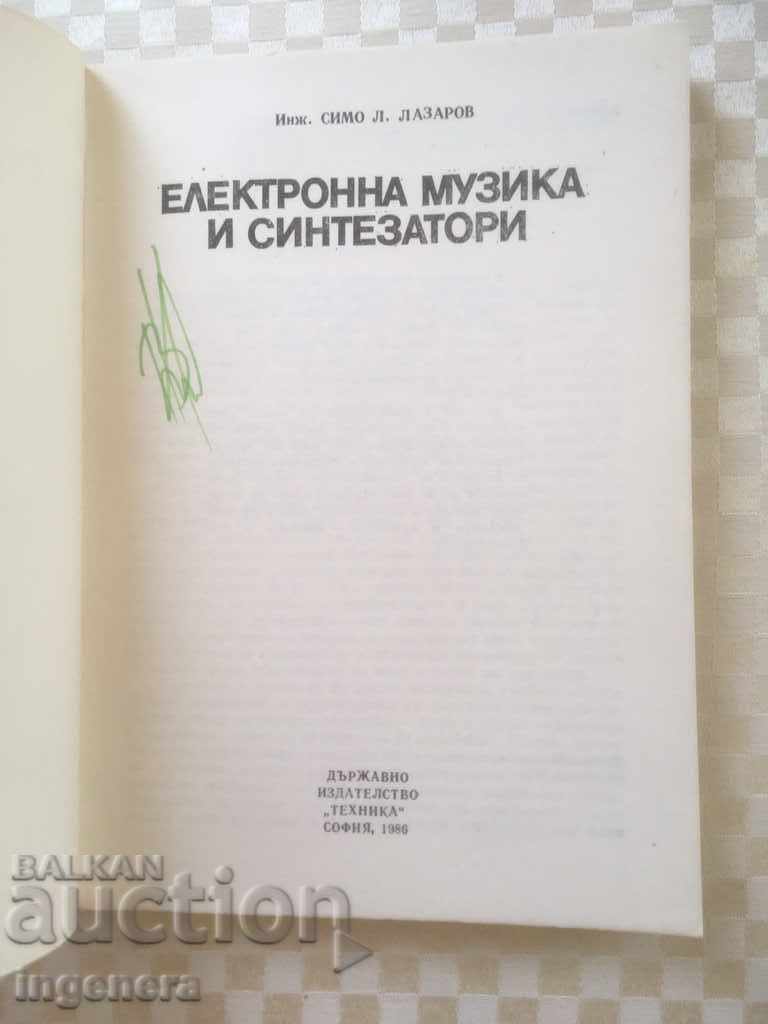 Инж. СИМО Л. ЛАЗАРОВ
ЕЛЕКТРОННА МУЗИКА
И СИНТЕЗАТОРИ
ДЪРЖАВНО
ИЗДАТЕЛСТВО
„ТЕХНИКА“
СОФИЯ, 1986
BALKAN
auction
ingenera